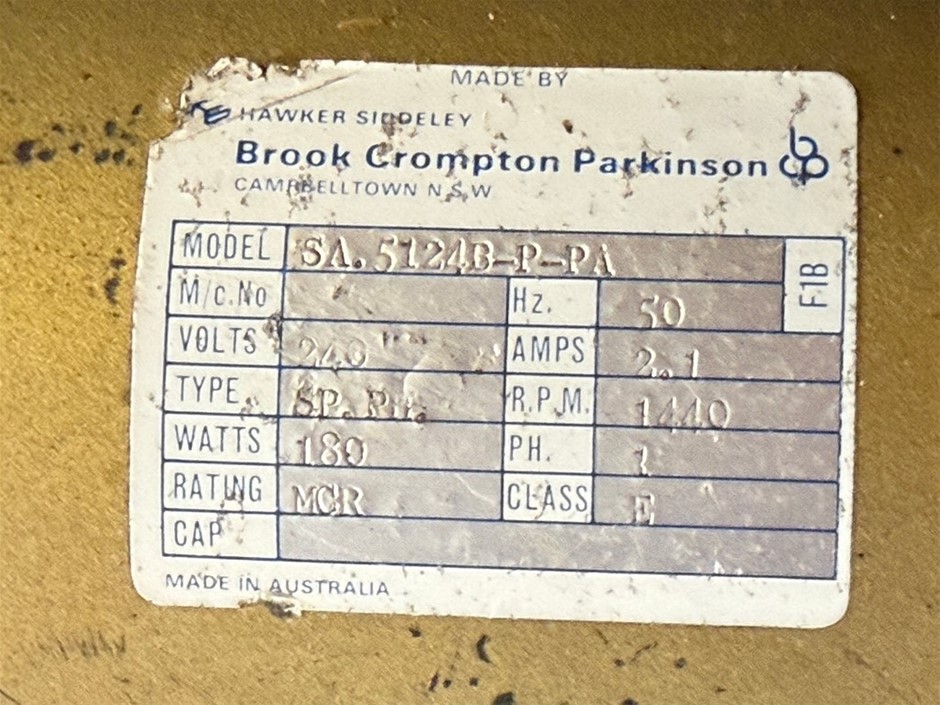 MADE BY
HAWKER SIDDELEY
Brook Crompton Parkinson bcp
CAMPBELLTOWN N.S.W
MODEL SA.5124B-P-PA F1B
M/c.No Hz. 50
VOLTS 240 AMPS 2.1
TYPE SP.PH. R.P.M. 1440
WATTS 180 PH. 1
RATING MCR CLASS E
CAP
MADE IN AUSTRALIA